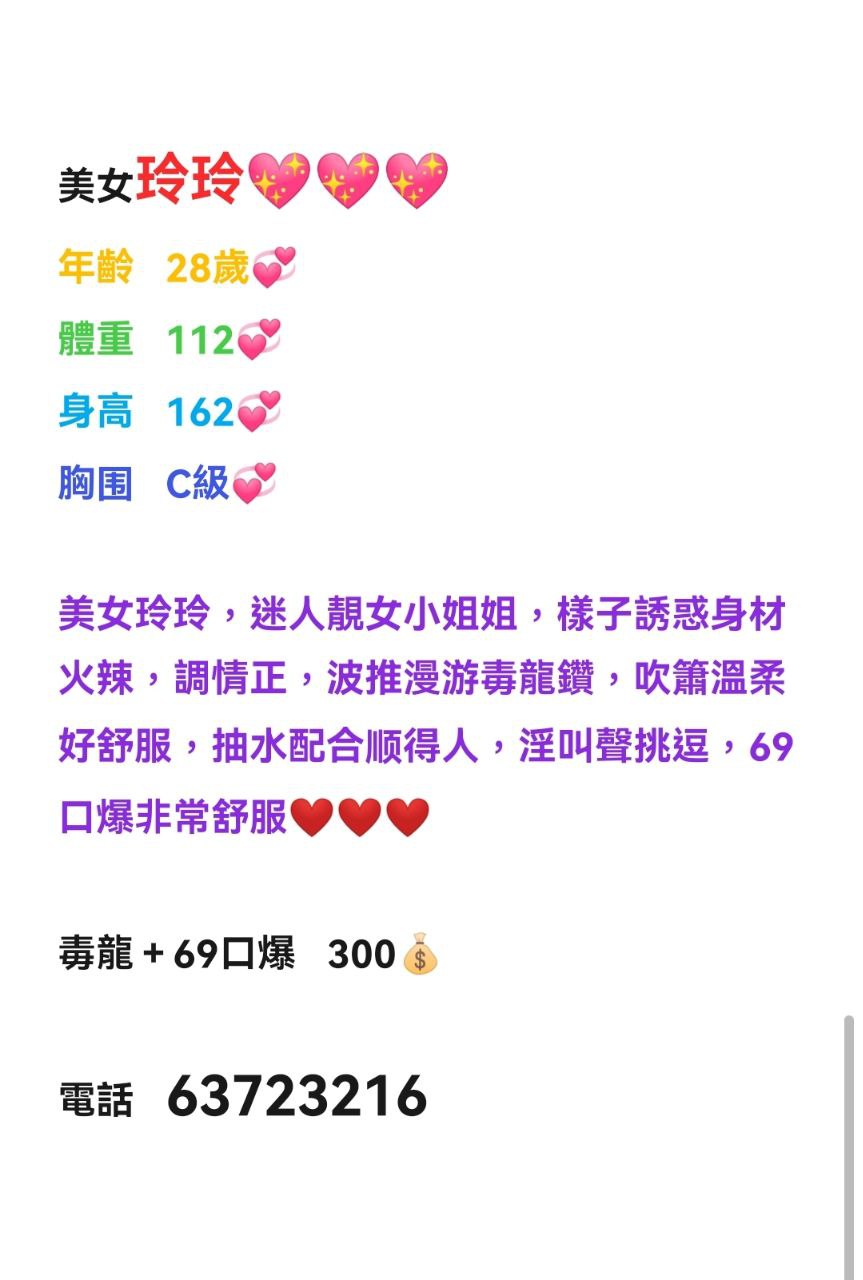 美女玲玲💖💖💖
年齡 28歲💞
體重 112💞
身高 162💞
胸围 C級💞
美女玲玲，迷人靚女小姐姐，樣子誘惑身材
火辣，調情正，波推漫游毒龍鑽，吹簫溫柔
好舒服，抽水配合顺得人，淫叫聲挑逗，69
口爆非常舒服❤️❤️❤️
毒龍 + 69口爆 300💰
電話 63723216